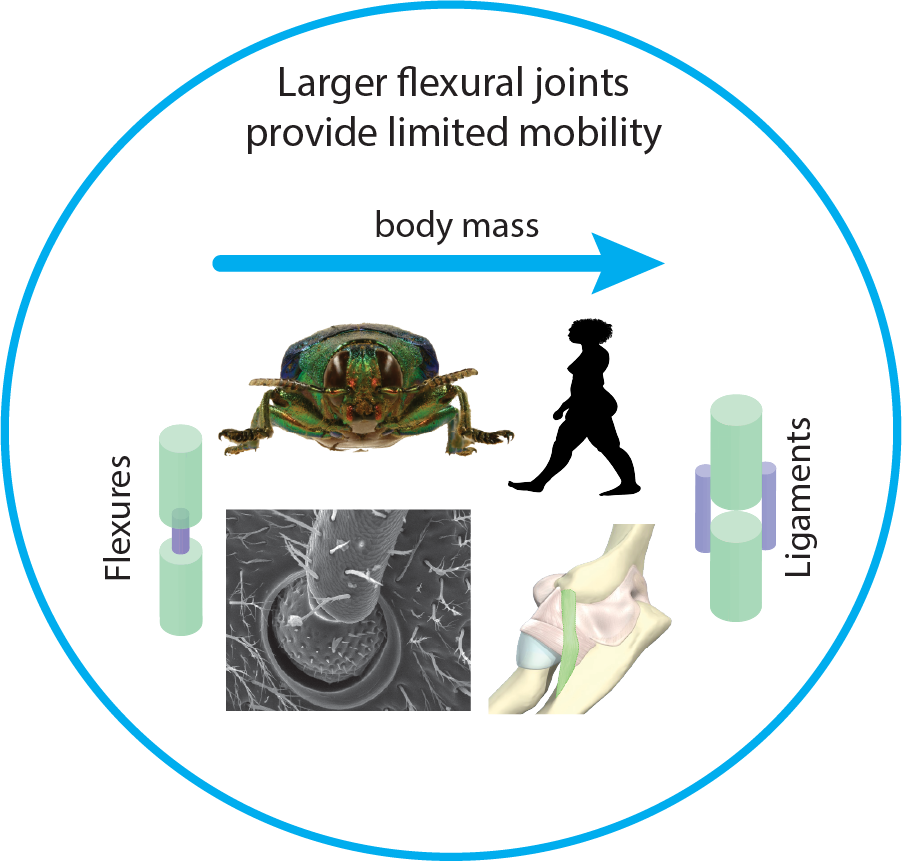 Larger flexural joints
provide limited mobility
body mass
Flexures
Ligaments